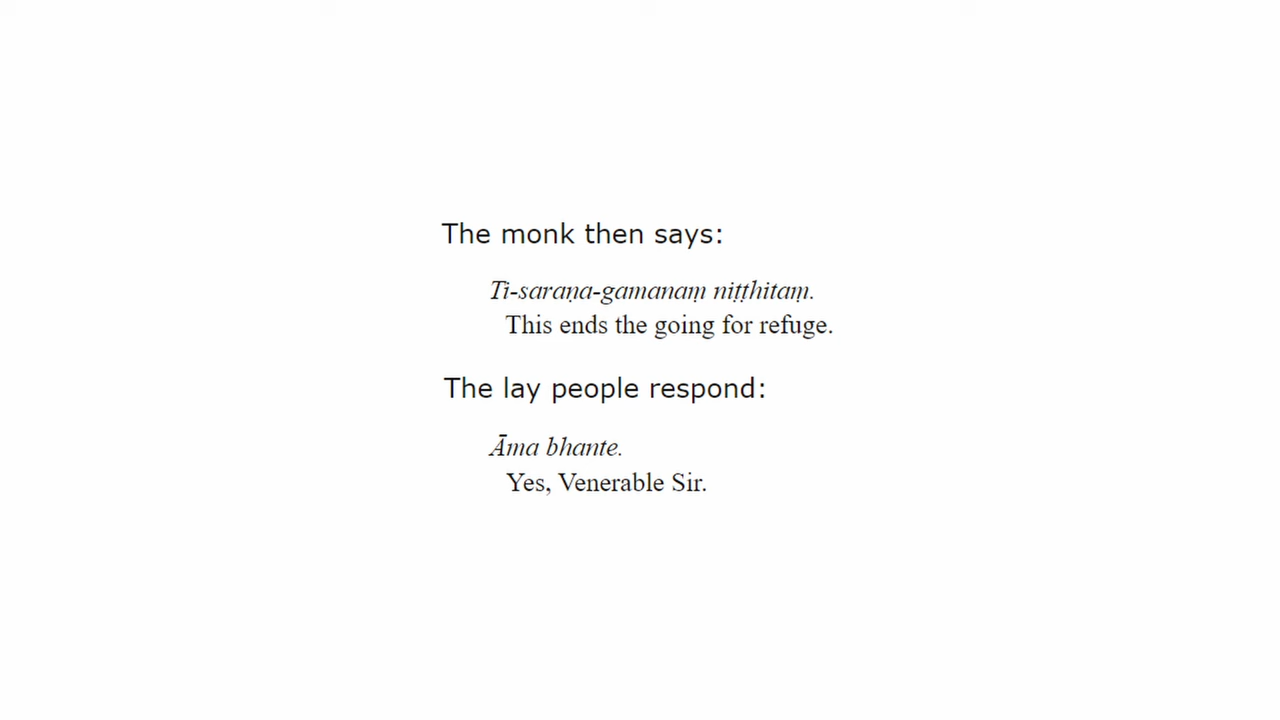 The monk then says:
Ti-saraṇa-gamanaṃ niṭṭhitaṃ.
This ends the going for refuge.
The lay people respond:
Āma bhante.
Yes, Venerable Sir.